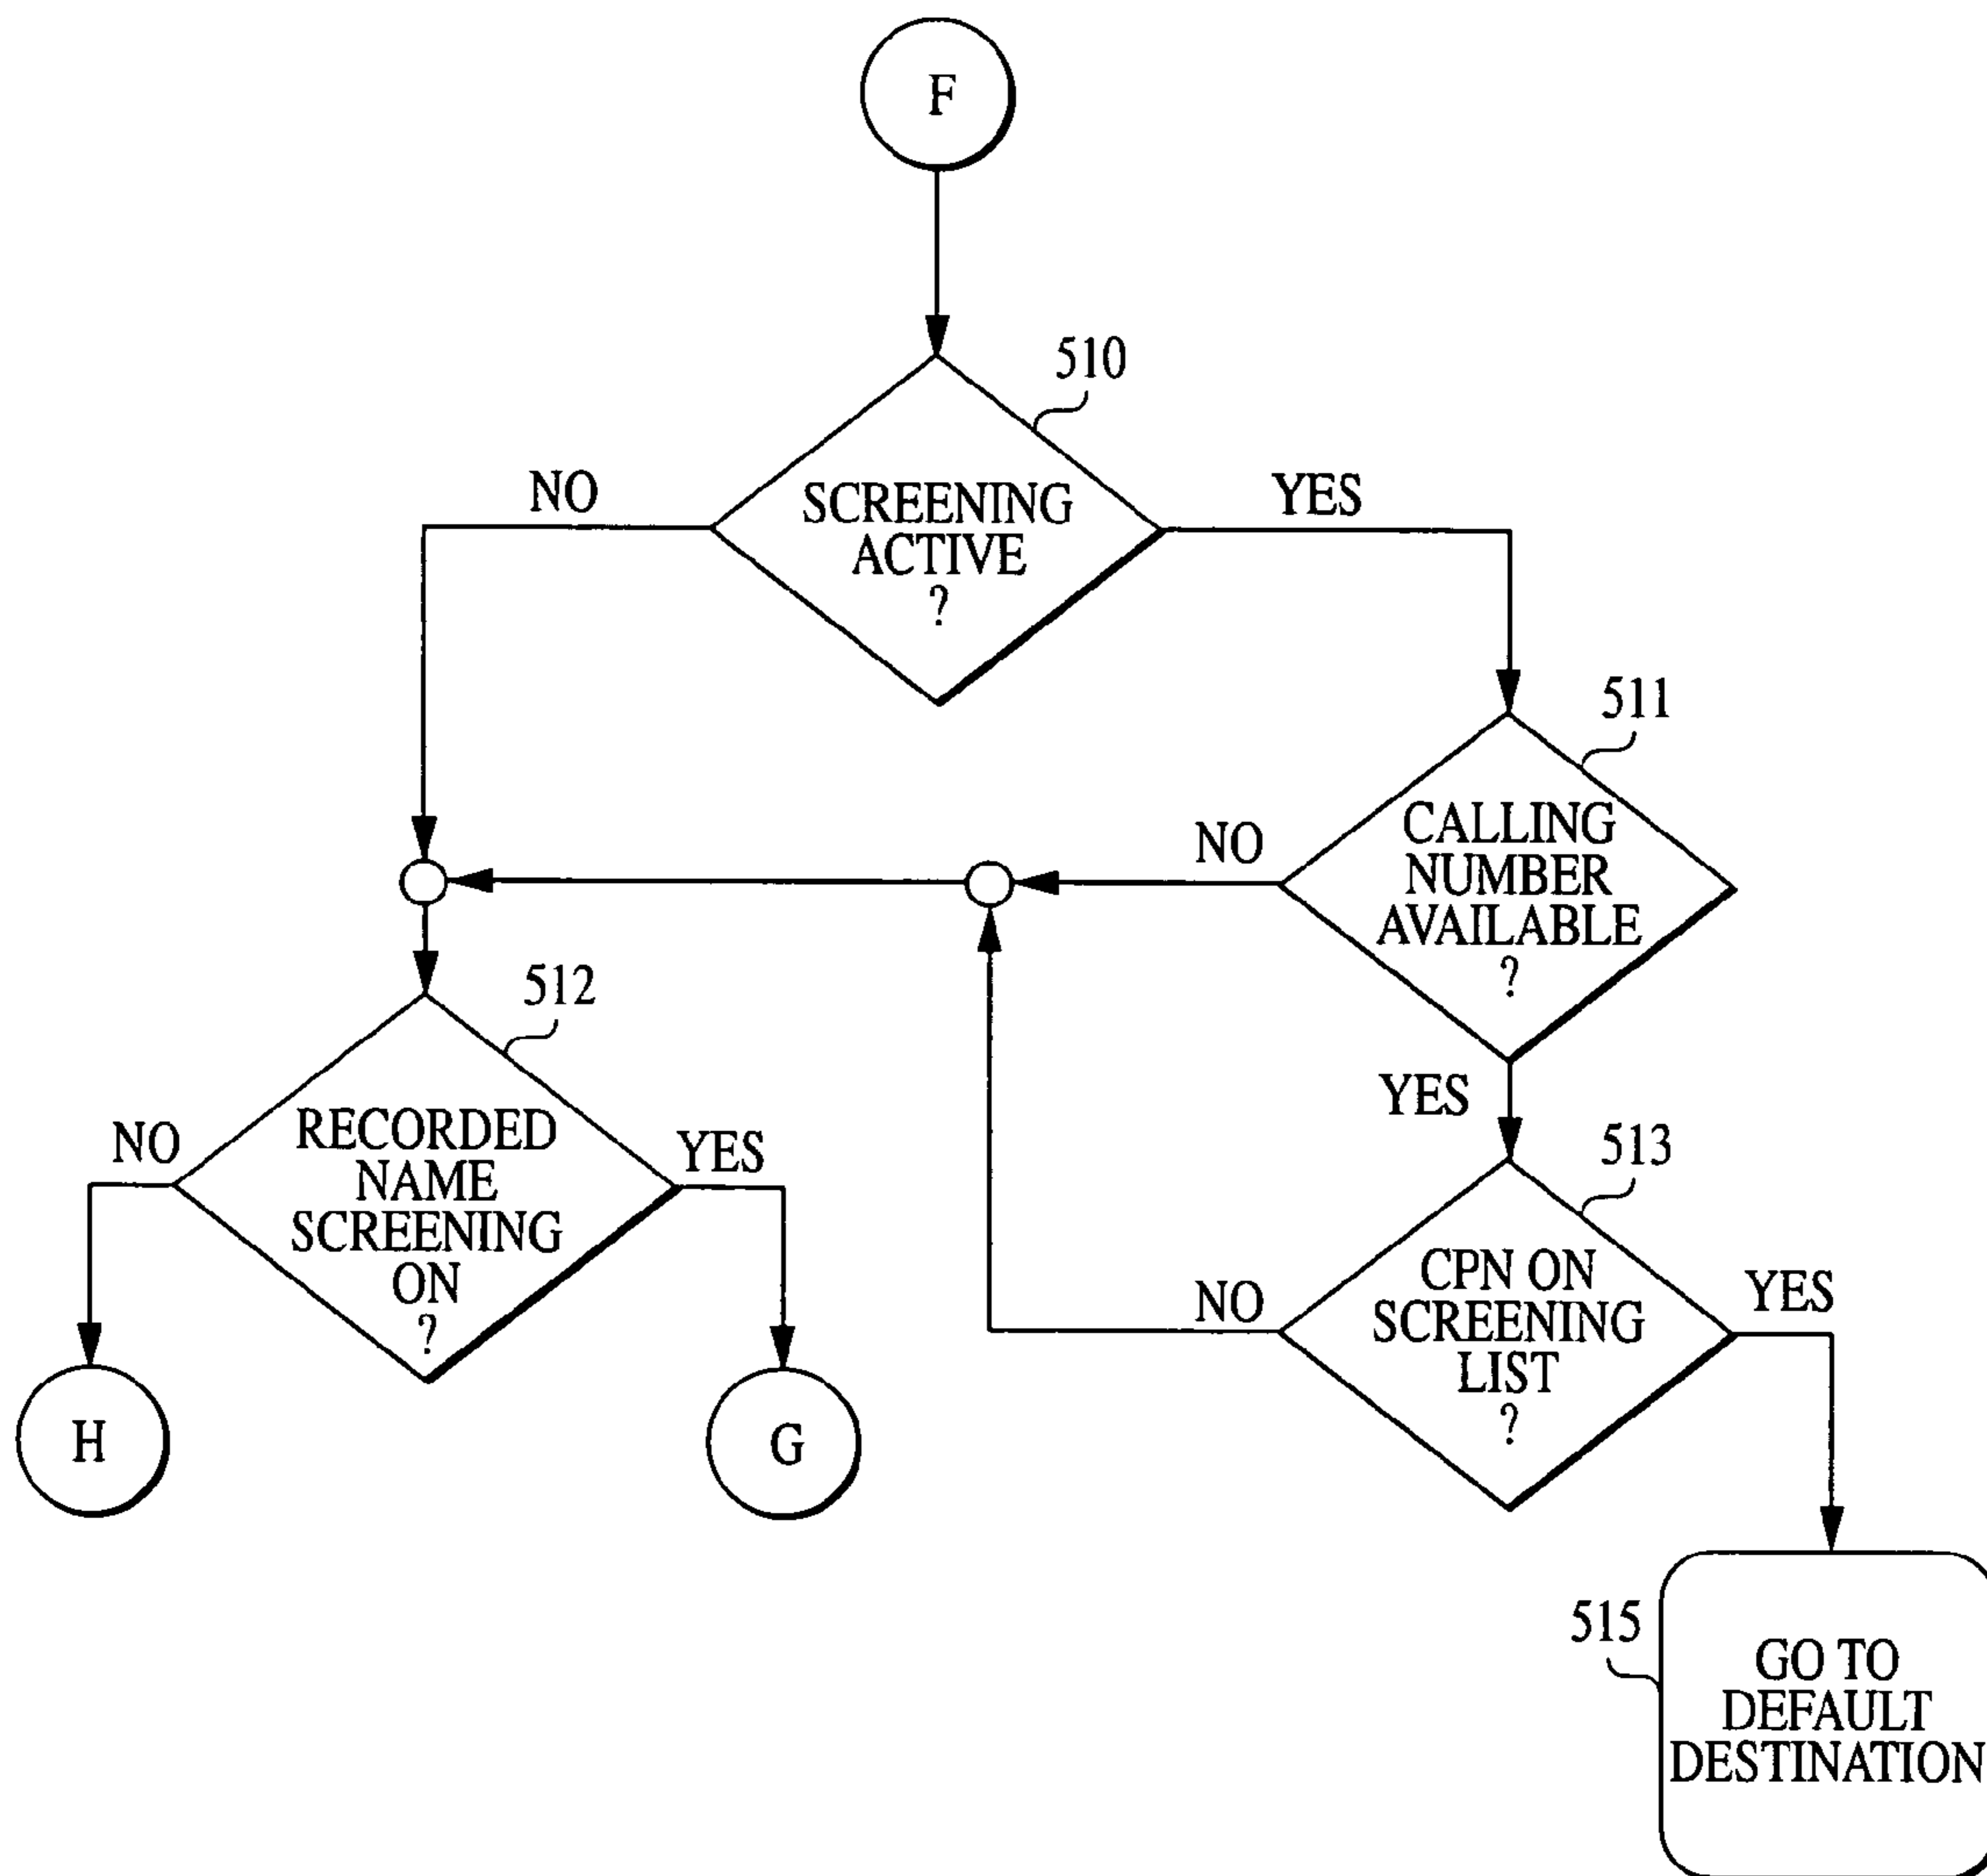 F
510
NO
SCREENING
ACTIVE
?
YES
511
CALLING
NUMBER
AVAILABLE
?
NO
YES
512
RECORDED
NAME
SCREENING
ON
?
NO
YES
513
CPN ON
SCREENING
LIST
?
NO
YES
H
G
515
GO TO
DEFAULT
DESTINATION